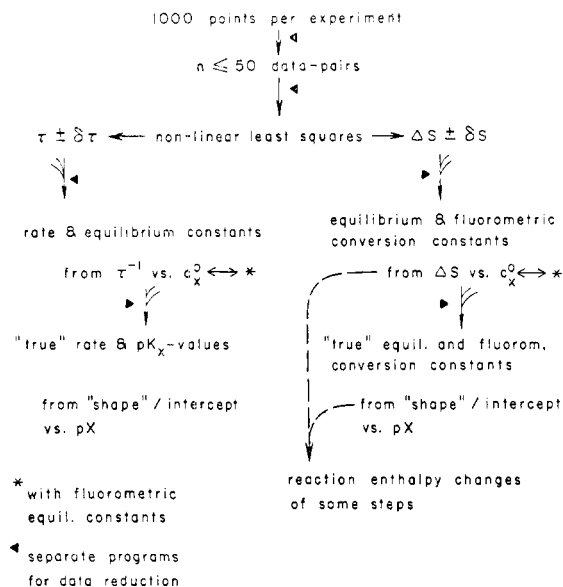 1000 points per experiment
n ≤ 50 data-pairs
τ ± δτ ← non-linear least squares → ΔS ± δS
rate & equilibrium constants
from τ⁻¹ vs. c⁰ₓ ↔ *
"true" rate & pKₓ-values
from "shape" / intercept
vs. pX
equilibrium & fluorometric
conversion constants
from ΔS vs. c⁰ₓ ↔ *
"true" equil. and fluorom.
conversion constants
from "shape" / intercept
vs. pX
reaction enthalpy changes
of some steps
* with fluorometric
equil. constants
◄ separate programs
for data reduction